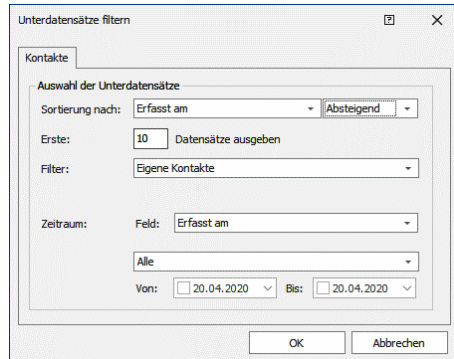 Unterdatensätze filtern
Kontakte
Auswahl der Unterdatensätze
Sortierung nach: Erfasst am Absteigend
Erste: 10 Datensätze ausgeben
Filter: Eigene Kontakte
Zeitraum: Feld: Erfasst am
Alle
Von: 20.04.2020 Bis: 20.04.2020
OK Abbrechen